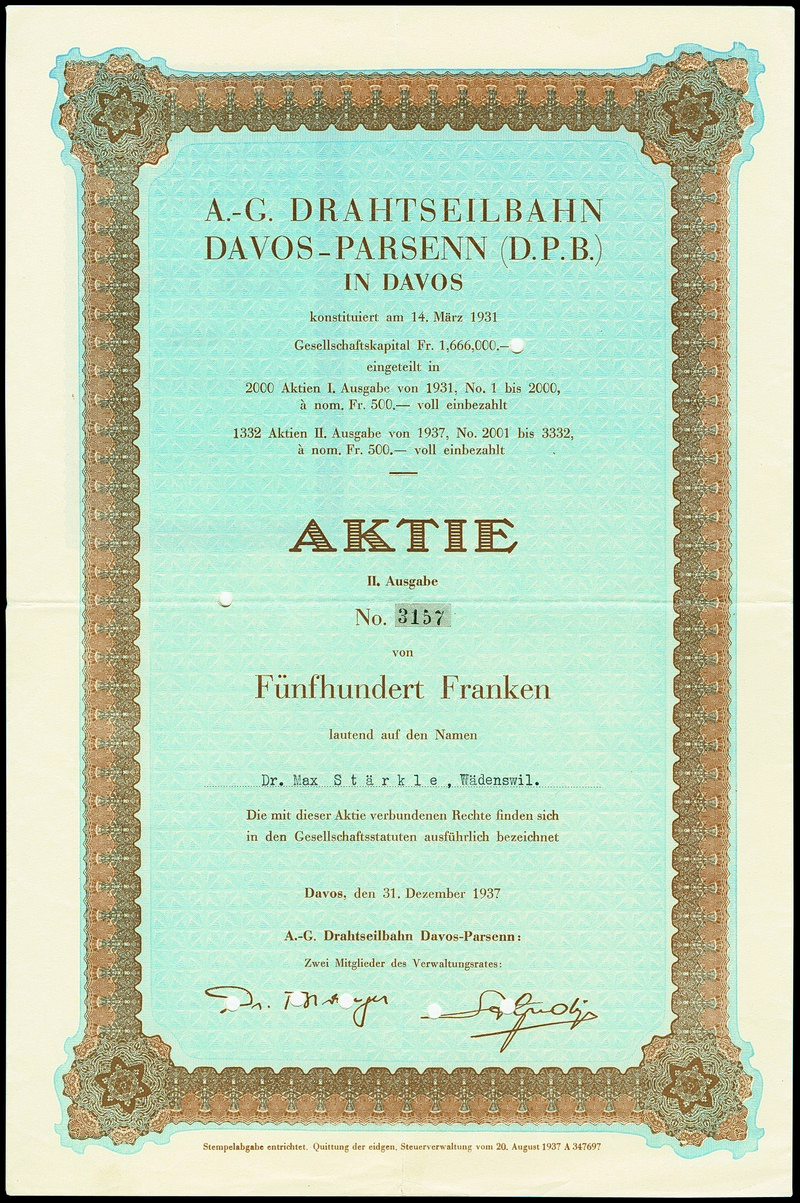 A.-G. DRAHTSEILBAHN
DAVOS-PARSENN (D.P.B.)
IN DAVOS
konstituiert am 14. März 1931
Gesellschaftskapital Fr. 1,666,000.—
eingeteilt in
2000 Aktien I. Ausgabe von 1931, No. 1 bis 2000,
à nom. Fr. 500.— voll einbezahlt
1332 Aktien II. Ausgabe von 1937, No. 2001 bis 3332,
à nom. Fr. 500.— voll einbezahlt
AKTIE
II. Ausgabe
No. 3157
von
Fünfhundert Franken
lautend auf den Namen
Dr. Max Stärkle, Wädenswil.
Die mit dieser Aktie verbundenen Rechte finden sich
in den Gesellschaftsstatuten ausführlich bezeichnet
Davos, den 31. Dezember 1937
A.-G. Drahtseilbahn Davos-Parsenn:
Zwei Mitglieder des Verwaltungsrates:
Dr.
Stempelabgabe entrichtet. Quittung der eidgen. Steuerverwaltung vom 20. August 1937 A 347697